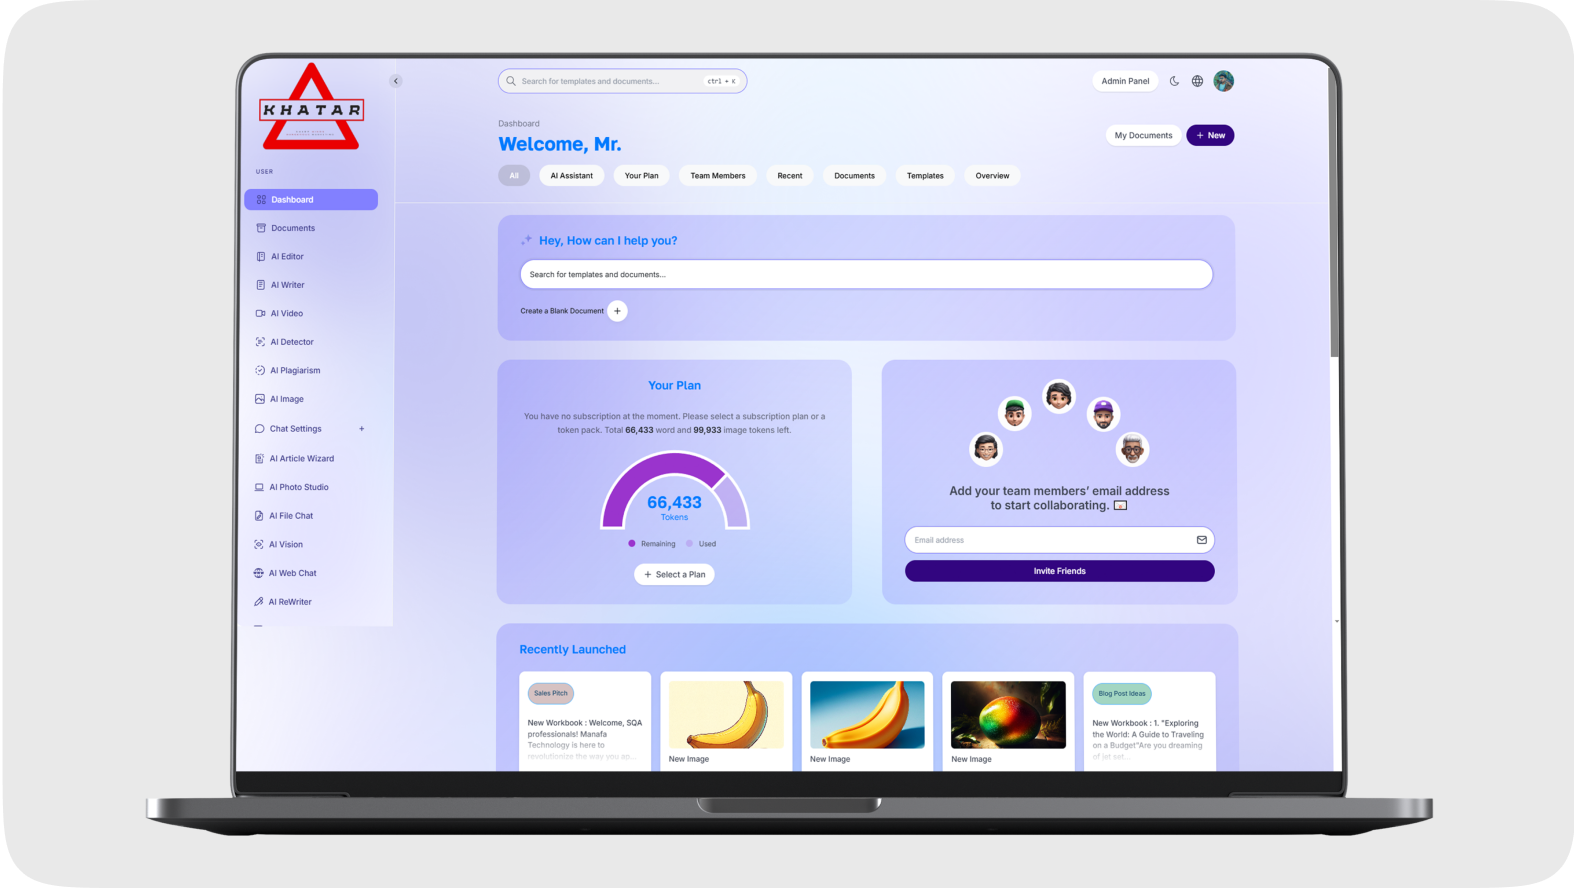 KHATAR
USER
Dashboard
Documents
AI Editor
AI Writer
AI Video
AI Detector
AI Plagiarism
AI Image
Chat Settings +
AI Article Wizard
AI Photo Studio
AI File Chat
AI Vision
AI Web Chat
AI ReWriter
Search for templates and documents... ctrl + K
Admin Panel
Dashboard
Welcome, Mr.
My Documents
+ New
All
AI Assistant
Your Plan
Team Members
Recent
Documents
Templates
Overview
Hey, How can I help you?
Search for templates and documents...
Create a Blank Document +
Your Plan
You have no subscription at the moment. Please select a subscription plan or a
token pack. Total 66,433 word and 99,933 image tokens left.
66,433
Tokens
Remaining Used
+ Select a Plan
Add your team members’ email address
to start collaborating.
Email address
Invite Friends
Recently Launched
Sales Pitch
New Workbook : Welcome, SQA
professionals! Manafa
Technology is here to
revolutionize the way you ap...
New Image
New Image
New Image
Blog Post Ideas
New Workbook : 1. "Exploring
the World: A Guide to Traveling
on a Budget"Are you dreaming
of jet set...